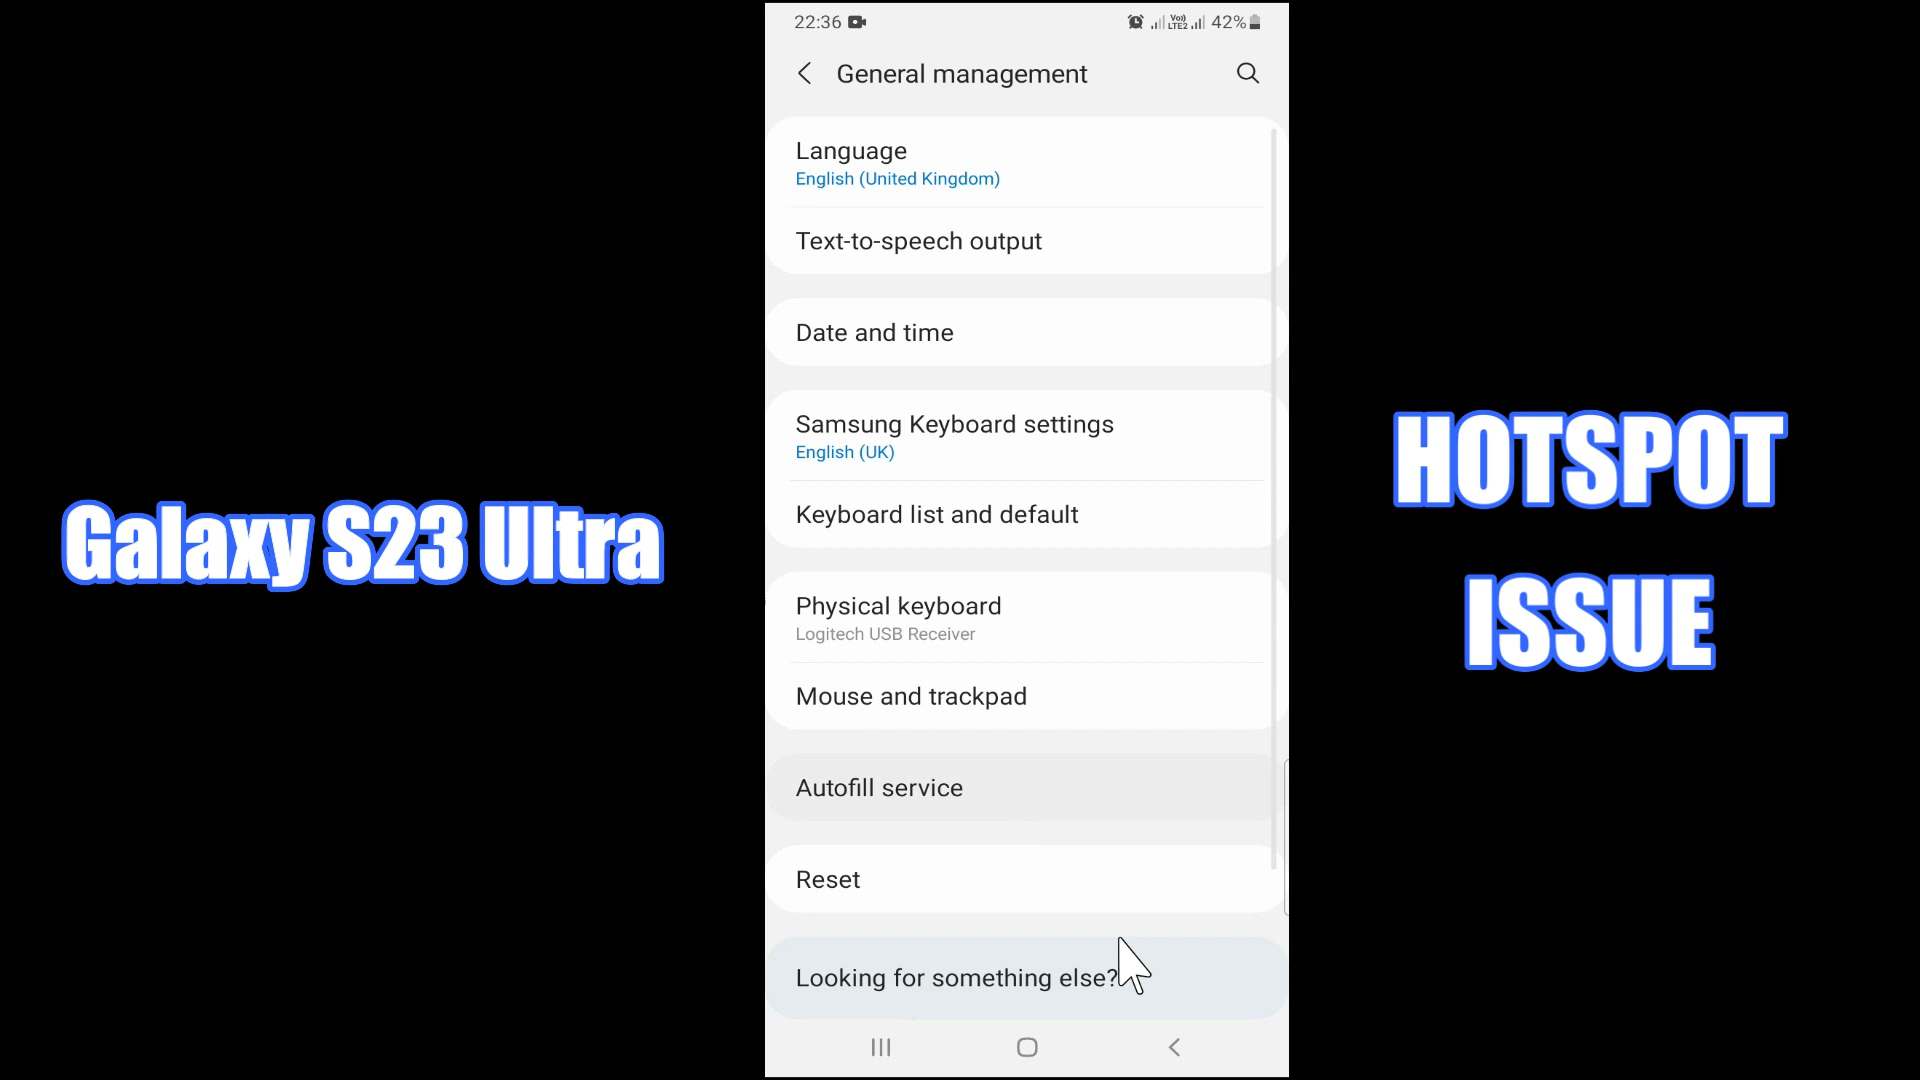 22:36
Vo)) LTE2 42%
General management
Language
English (United Kingdom)
Text-to-speech output
Date and time
Samsung Keyboard settings
English (UK)
Keyboard list and default
Physical keyboard
Logitech USB Receiver
Mouse and trackpad
Autofill service
Reset
Looking for something else?
Galaxy S23 Ultra
HOTSPOT
ISSUE